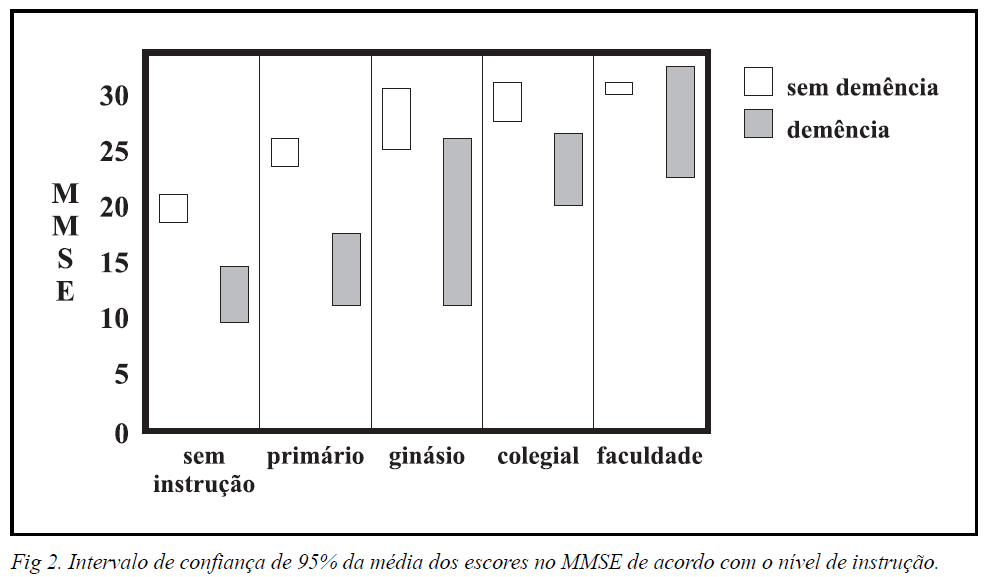 30
25
20
15
10
5
0
M
M
S
E
sem
instrução
primário
ginásio
colegial
faculdade
sem demência
demência
Fig 2. Intervalo de confiança de 95% da média dos escores no MMSE de acordo com o nível de instrução.